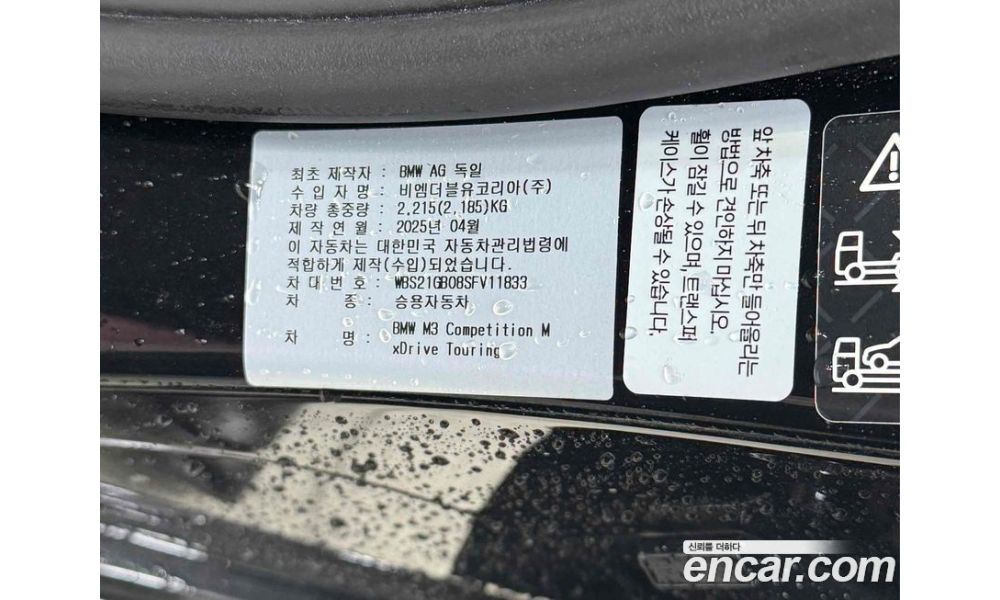 최초 제작자 : BMW AG 독일
수 입 자 명 : 비엠더블유코리아(주)
차량 총중량 : 2,215(2,185)KG
제 작 연 월 : 2025년 04월
이 자동차는 대한민국 자동차관리법령에
적합하게 제작(수입)되었습니다.
차 대 번 호 : WBS21GB08SFV11833
차 종 : 승용자동차
차 명 : BMW M3 Competition M
xDrive Touring
앞 차축 또는 뒤 차축만 들어올리는
방법으로 견인하지 마십시오.
휠이 잠길 수 있으며, 트랜스퍼
케이스가 손상될 수 있습니다.
신뢰를 더하다
encar.com